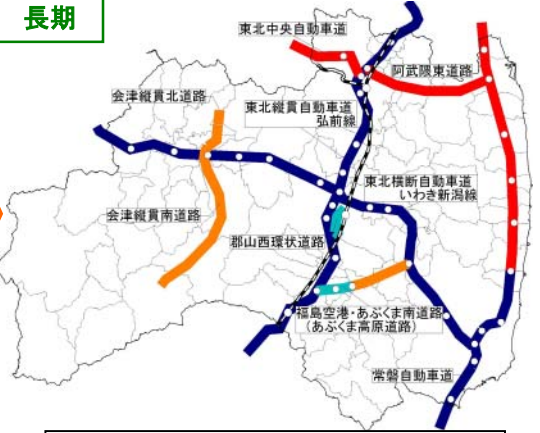 長期
東北中央自動車道
阿武隈東道路
会津縦貫北道路
東北縦貫自動車道
弘前線
東北横断自動車道
いわき新潟線
会津縦貫南道路
郡山西環状道路
福島空港・あぶくま南道路
(あぶくま高原道路)
常磐自動車道